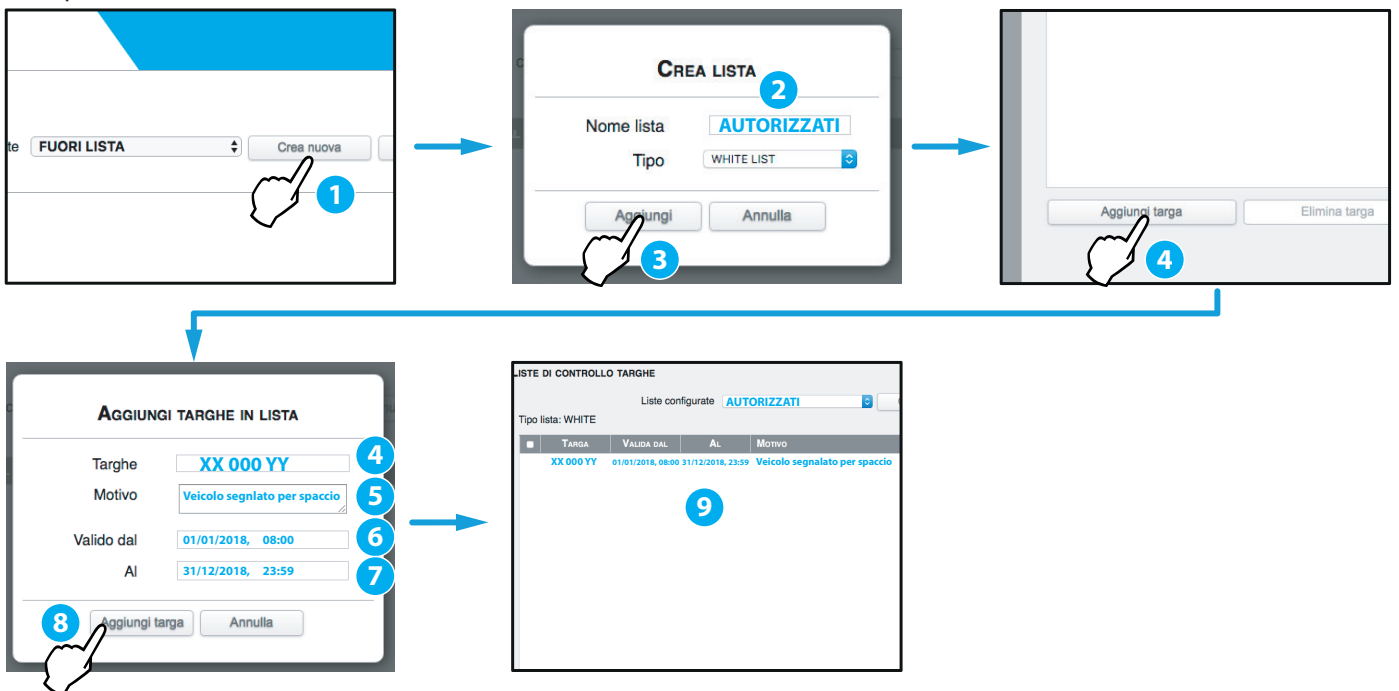 te FUORI LISTA Crea nuova
1
CREA LISTA
2
Nome lista AUTORIZZATI
Tipo WHITE LIST
Aggiungi Annulla
3
Aggiungi targa Elimina targa
4
AGGIUNGI TARGHE IN LISTA
Targhe XX 000 YY 4
Motivo Veicolo segnlato per spaccio 5
Valido dal 01/01/2018, 08:00 6
Al 31/12/2018, 23:59 7
8 Aggiungi targa Annulla
LISTE DI CONTROLLO TARGHE
Liste configurate AUTORIZZATI
Tipo lista: WHITE
TARGA VALIDA DAL AL MOTIVO
XX 000 YY 01/01/2018, 08:00 31/12/2018, 23:59 Veicolo segnalato per spaccio
9